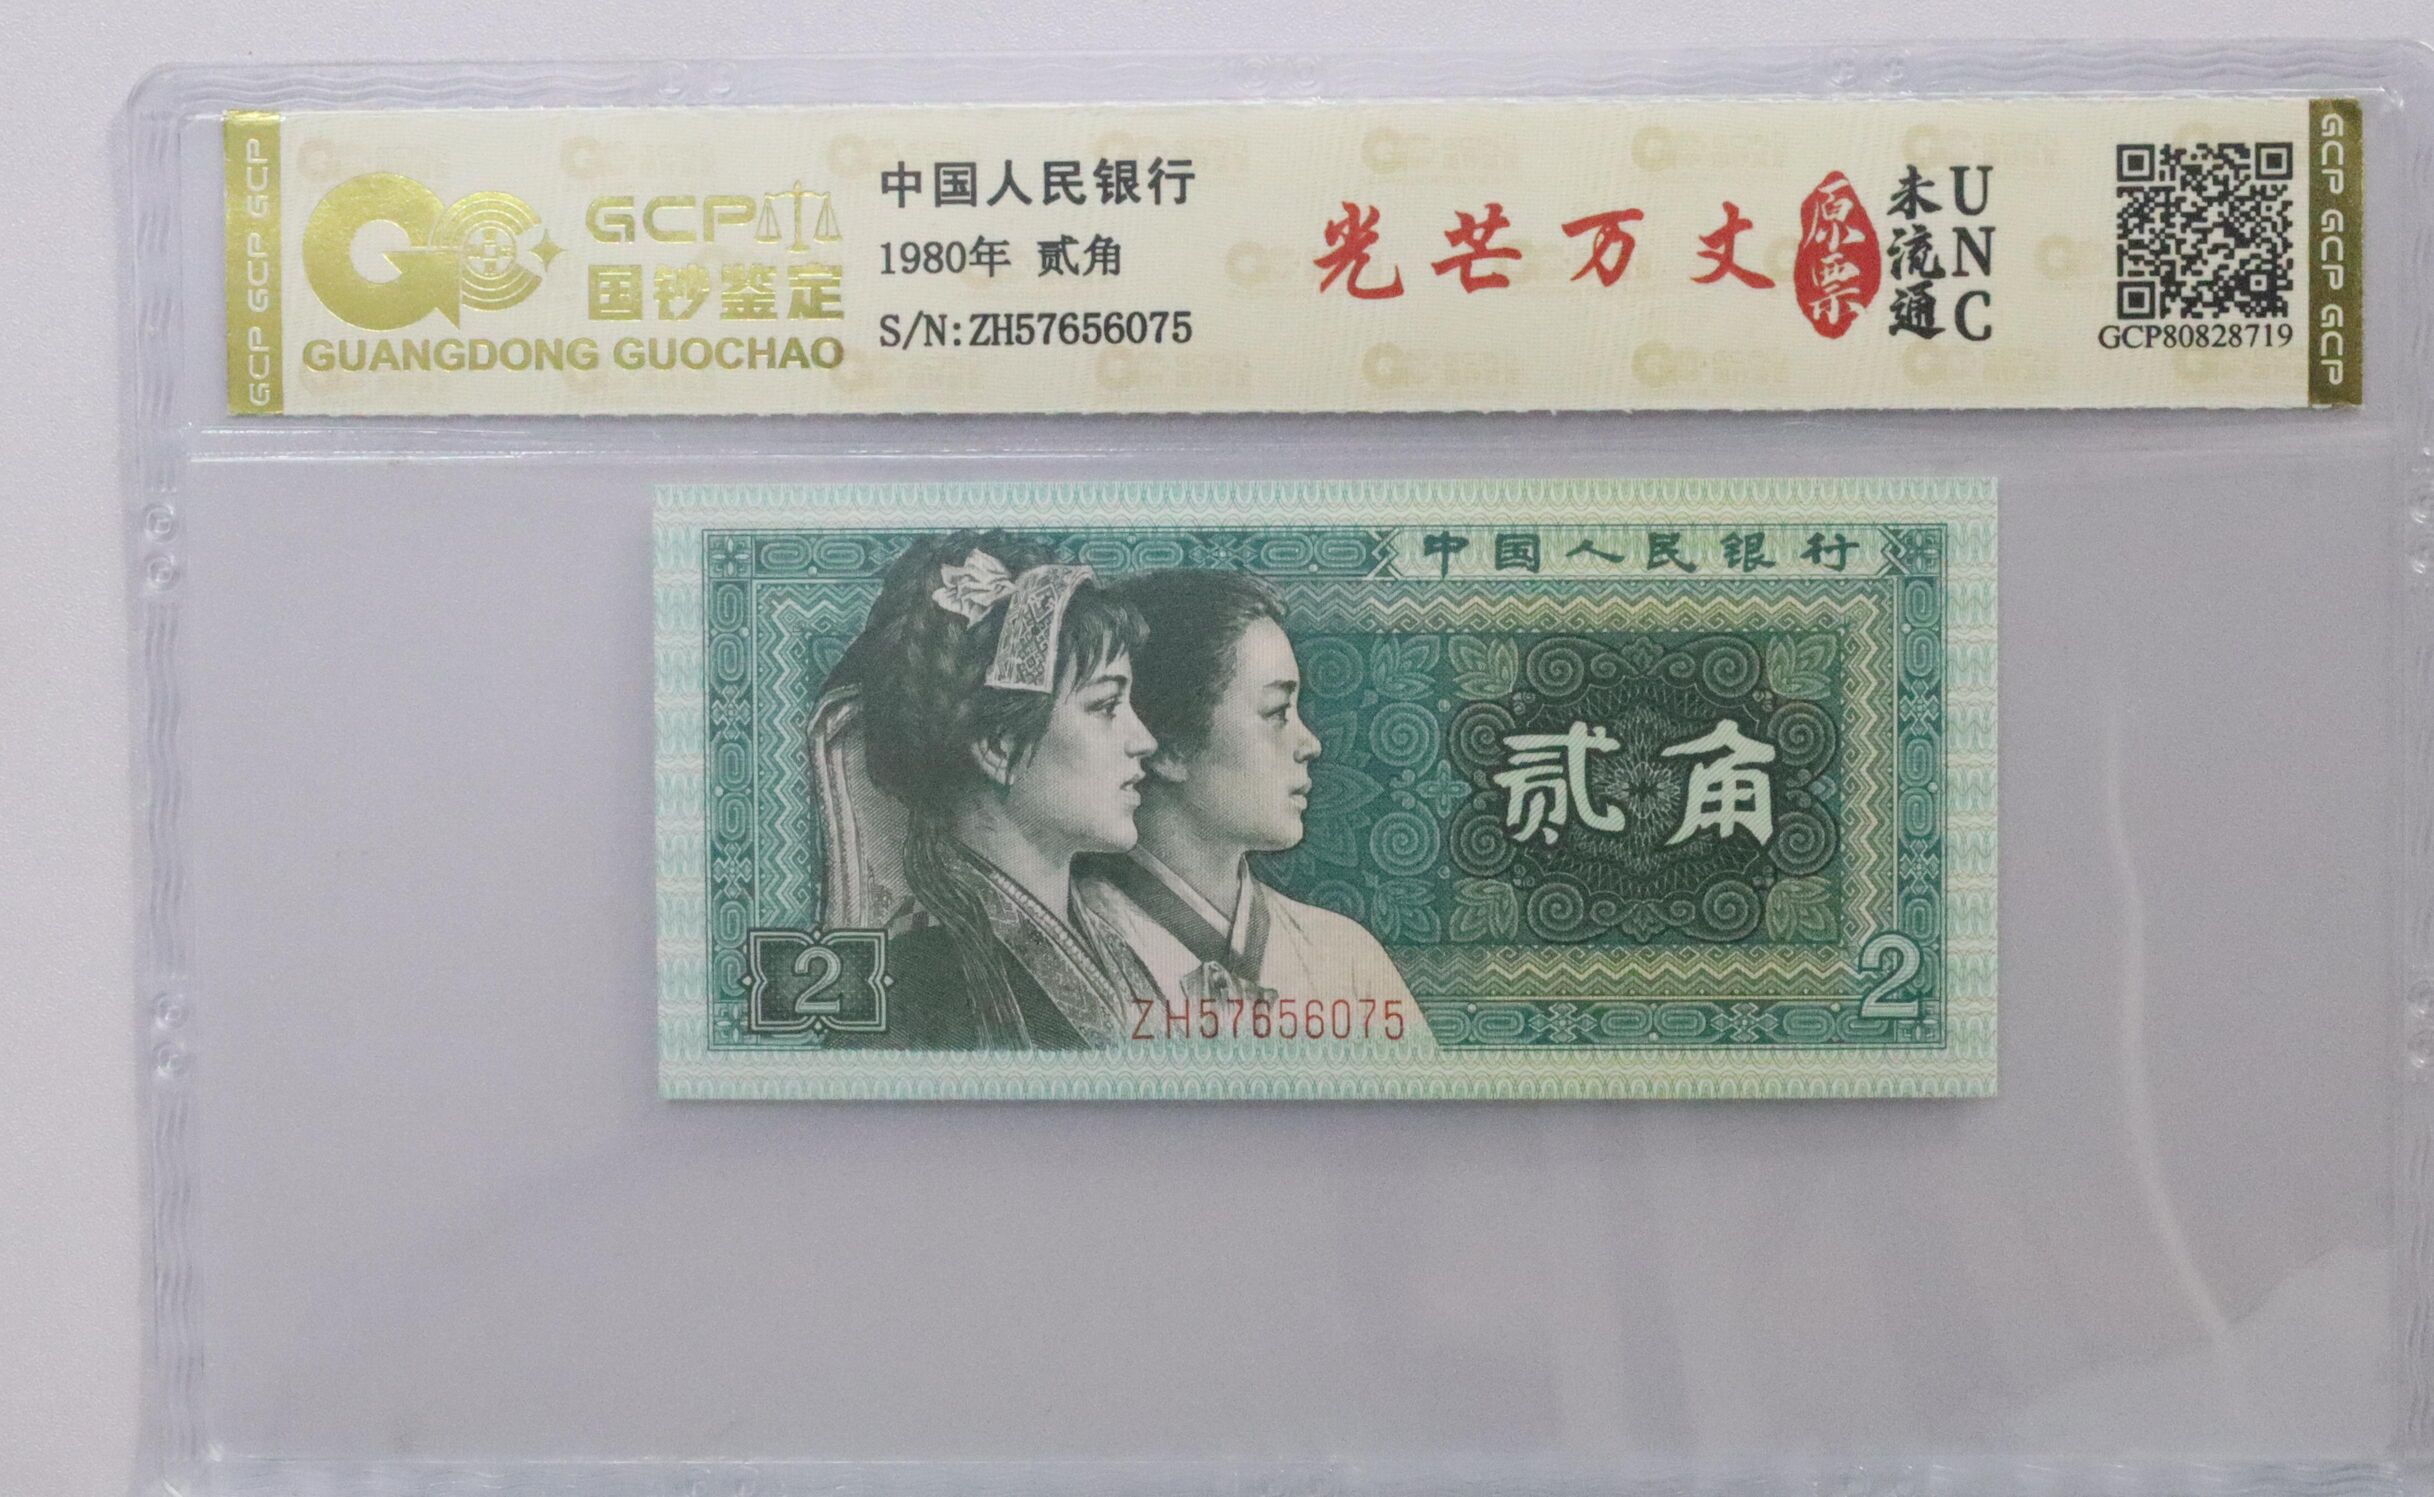 GCP GCP GCP
GCP
国钞鉴定
GUANGDONG GUOCHAO
中国人民银行
1980年 贰角
S/N:ZH57656075
光芒万丈
原票
未流通
UNC
GCP80828719
GCP GCP GCP
中国人民银行
贰角
2
2
ZH57656075